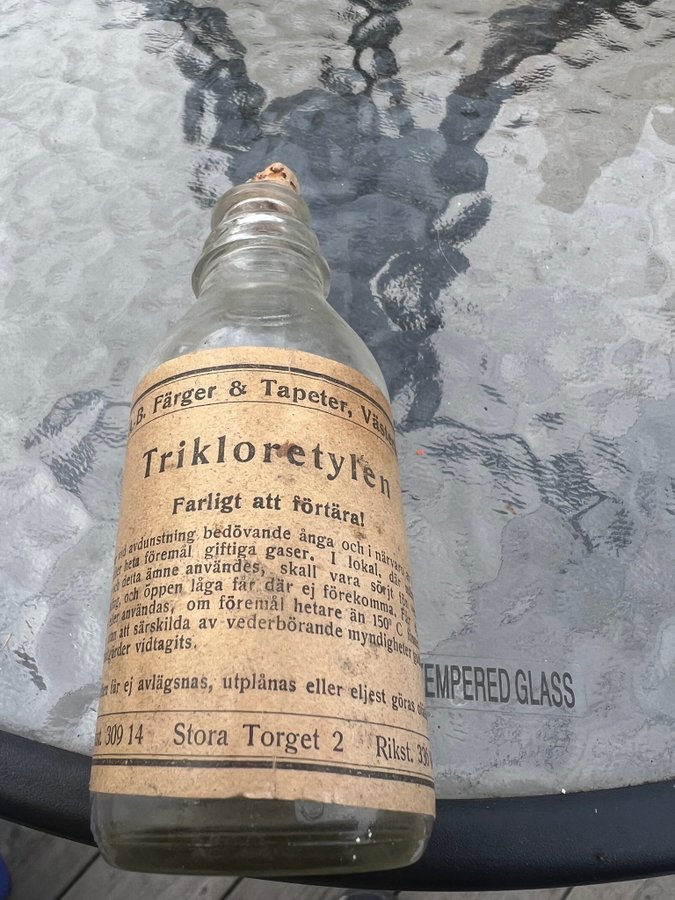 A.B. Färger & Tapeter,
Trikloretylen
Farligt att förtära!
avdunstning bedövande ånga och i närvaro
heta föremål giftiga gaser. I lokal, där
detta ämne användes, skall vara sörjt för
och öppen låga får där ej förekomma.
användas, om föremål hetare än 150° C
att särskilda av vederbörande myndigheter
vidtagits.
får ej avlägsnas, utplånas eller eljest göras
309 14 Stora Torget 2 Rikst.
TEMPERED GLASS